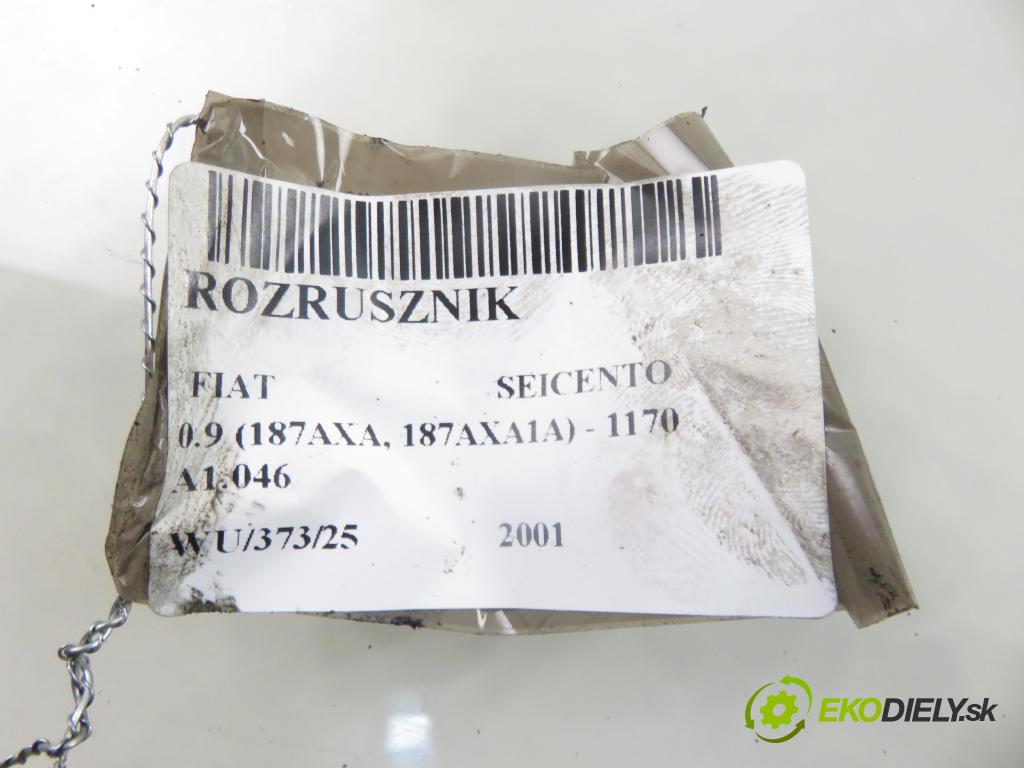 ROZRUSZNIK
FIAT SEICENTO
0.9 (187AXA, 187AXA1A) - 1170
A1.046
WU/373/25 2001
EKODIELY.sk